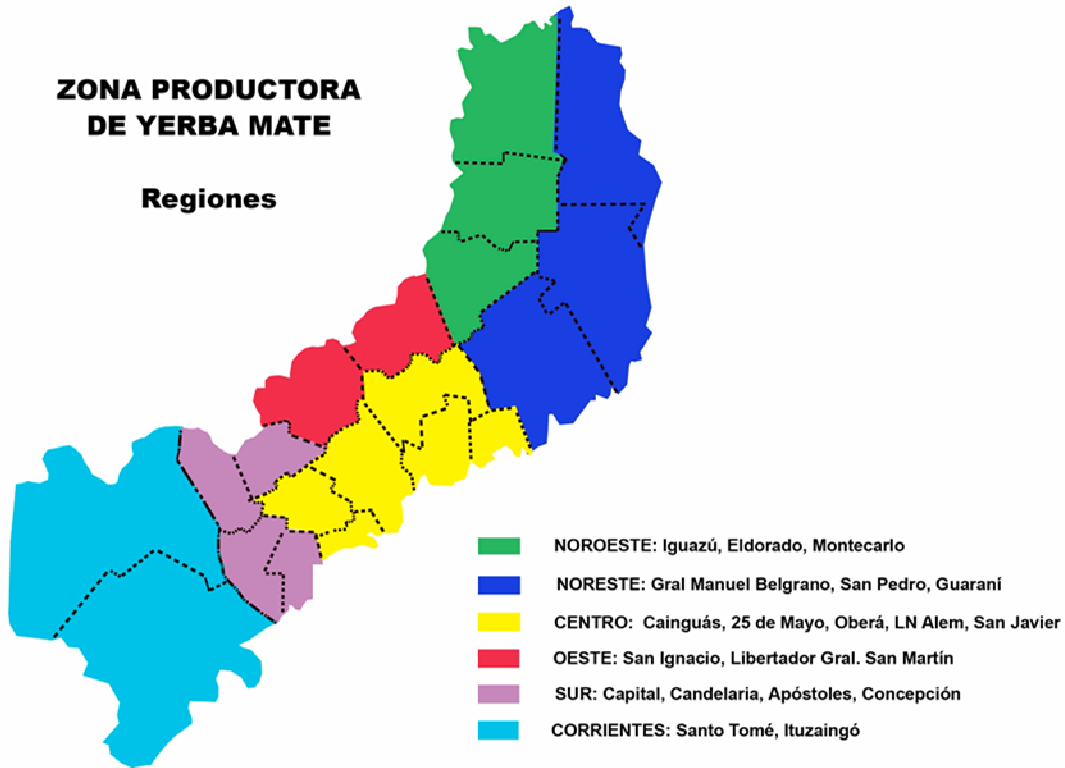 ZONA PRODUCTORA
DE YERBA MATE
Regiones
NOROESTE: Iguazú, Eldorado, Montecarlo
NORESTE: Gral Manuel Belgrano, San Pedro, Guaraní
CENTRO: Cainguás, 25 de Mayo, Oberá, LN Alem, San Javier
OESTE: San Ignacio, Libertador Gral. San Martín
SUR: Capital, Candelaria, Apóstoles, Concepción
CORRIENTES: Santo Tomé, Ituzaingó